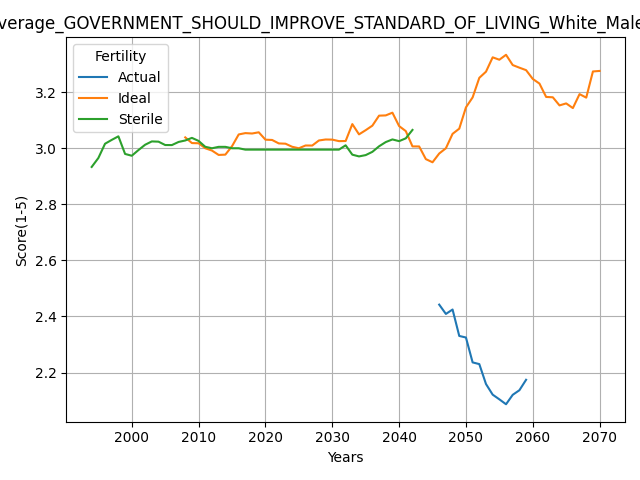 verage_GOVERNMENT_SHOULD_IMPROVE_STANDARD_OF_LIVING_White_Male
Fertility
Actual
Ideal
Sterile
3.2
3.0
2.8
2.6
2.4
2.2
Score(1-5)
2000 2010 2020 2030 2040 2050 2060 2070
Years